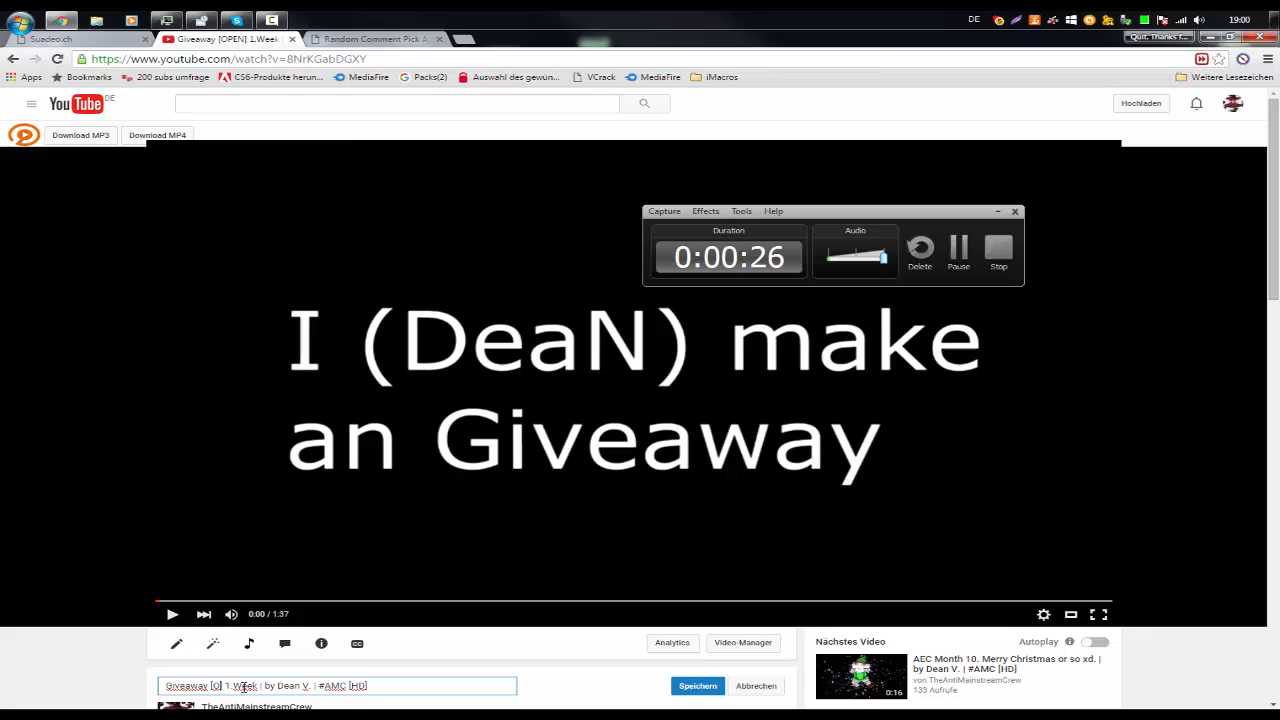 DE
19:00
Suadeo.ch
Giveaway [OPEN] 1.Week |
Random Comment Pick A
Quit. Thanks f...
https://www.youtube.com/watch?v=8NrKGabDGXY
Apps
Bookmarks
200 subs umfrage
CS6-Produkte herun...
MediaFire
Packs(2)
Auswahl des gewün...
VCrack
MediaFire
iMacros
Weitere Lesezeichen
YouTube DE
Hochladen
Download MP3
Download MP4
Capture Effects Tools Help
Duration
Audio
0:00:26
Delete
Pause
Stop
I (DeaN) make
an Giveaway
0:00 / 1:37
CC
Analytics
Video-Manager
Nächstes Video
Autoplay
Giveaway [O] 1.Week | by Dean V. | #AMC [HD]
Speichern
Abbrechen
AEC Month 10. Merry Christmas or so xd. |
by Dean V. | #AMC [HD]
von TheAntiMainstreamCrew
133 Aufrufe
0:16
TheAntiMainstreamCrew